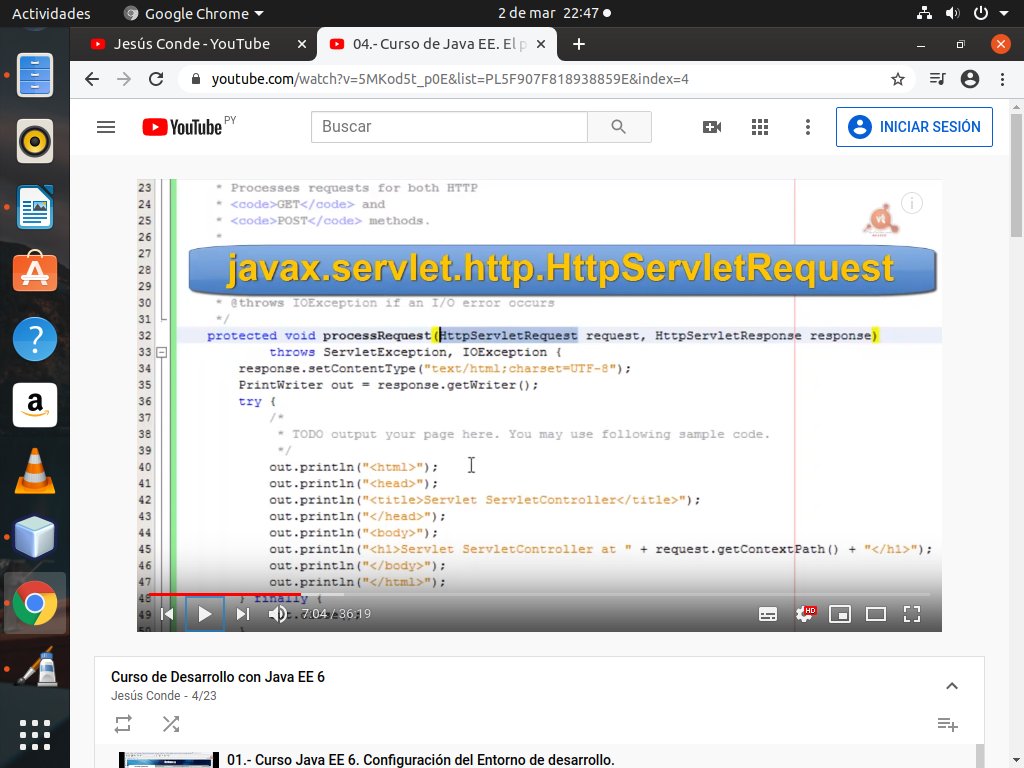 Actividades
Google Chrome
2 de mar 22:47
Jesús Conde - YouTube
04.- Curso de Java EE. El p
youtube.com/watch?v=5MKod5t_p0E&list=PL5F907F818938859E&index=4
YouTube PY
Buscar
INICIAR SESIÓN
23 * Processes requests for both HTTP
24 * <code>GET</code> and
25 * <code>POST</code> methods.
26 *
27
javax.servlet.http.HttpServletRequest
28
29
30 * @throws IOException if an I/O error occurs
31 */
32 protected void processRequest(HttpServletRequest request, HttpServletResponse response)
33 throws ServletException, IOException {
34 response.setContentType("text/html;charset=UTF-8");
35 PrintWriter out = response.getWriter();
36 try {
37 /*
38 * TODO output your page here. You may use following sample code.
39 */
40 out.println("<html>");
41 out.println("<head>");
42 out.println("<title>Servlet ServletController</title>");
43 out.println("</head>");
44 out.println("<body>");
45 out.println("<h1>Servlet ServletController at " + request.getContextPath() + "</h1>");
46 out.println("</body>");
47 out.println("</html>");
48 } finally {
49
7:04 / 36:19
HD
50
Curso de Desarrollo con Java EE 6
Jesús Conde - 4/23
01.- Curso Java EE 6. Configuración del Entorno de desarrollo.